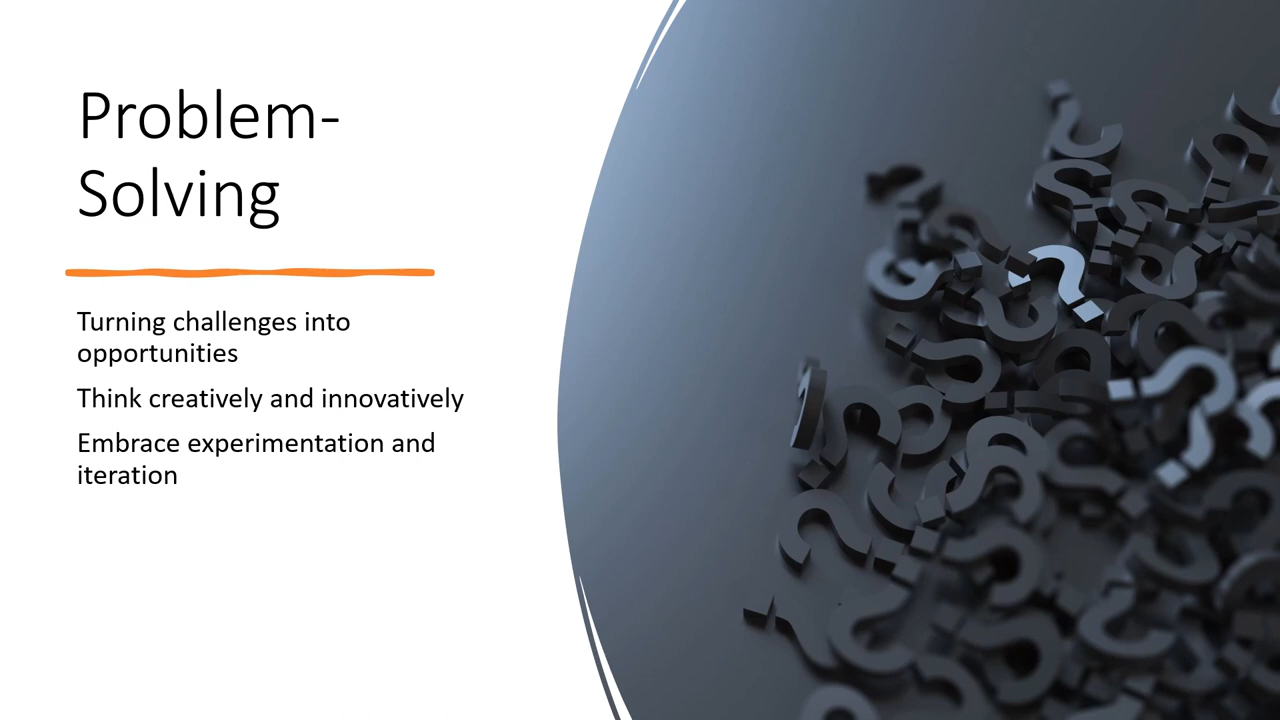 Problem-
Solving
Turning challenges into
opportunities
Think creatively and innovatively
Embrace experimentation and
iteration